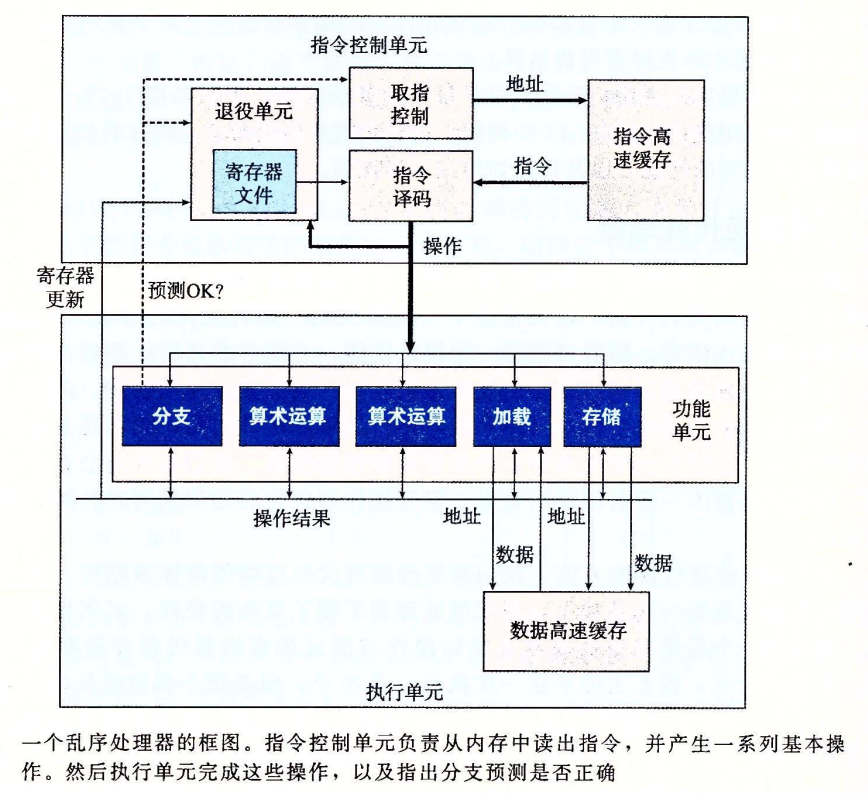 指令控制单元
取指
控制
地址
退役单元
指令高
速缓存
寄存器
文件
指令
译码
指令
操作
寄存器
更新
预测OK?
分支
算术运算
算术运算
加载
存储
功能
单元
操作结果
地址
地址
数据
数据
数据高速缓存
执行单元
一个乱序处理器的框图。指令控制单元负责从内存中读出指令，并产生一系列基本操
作。然后执行单元完成这些操作，以及指出分支预测是否正确